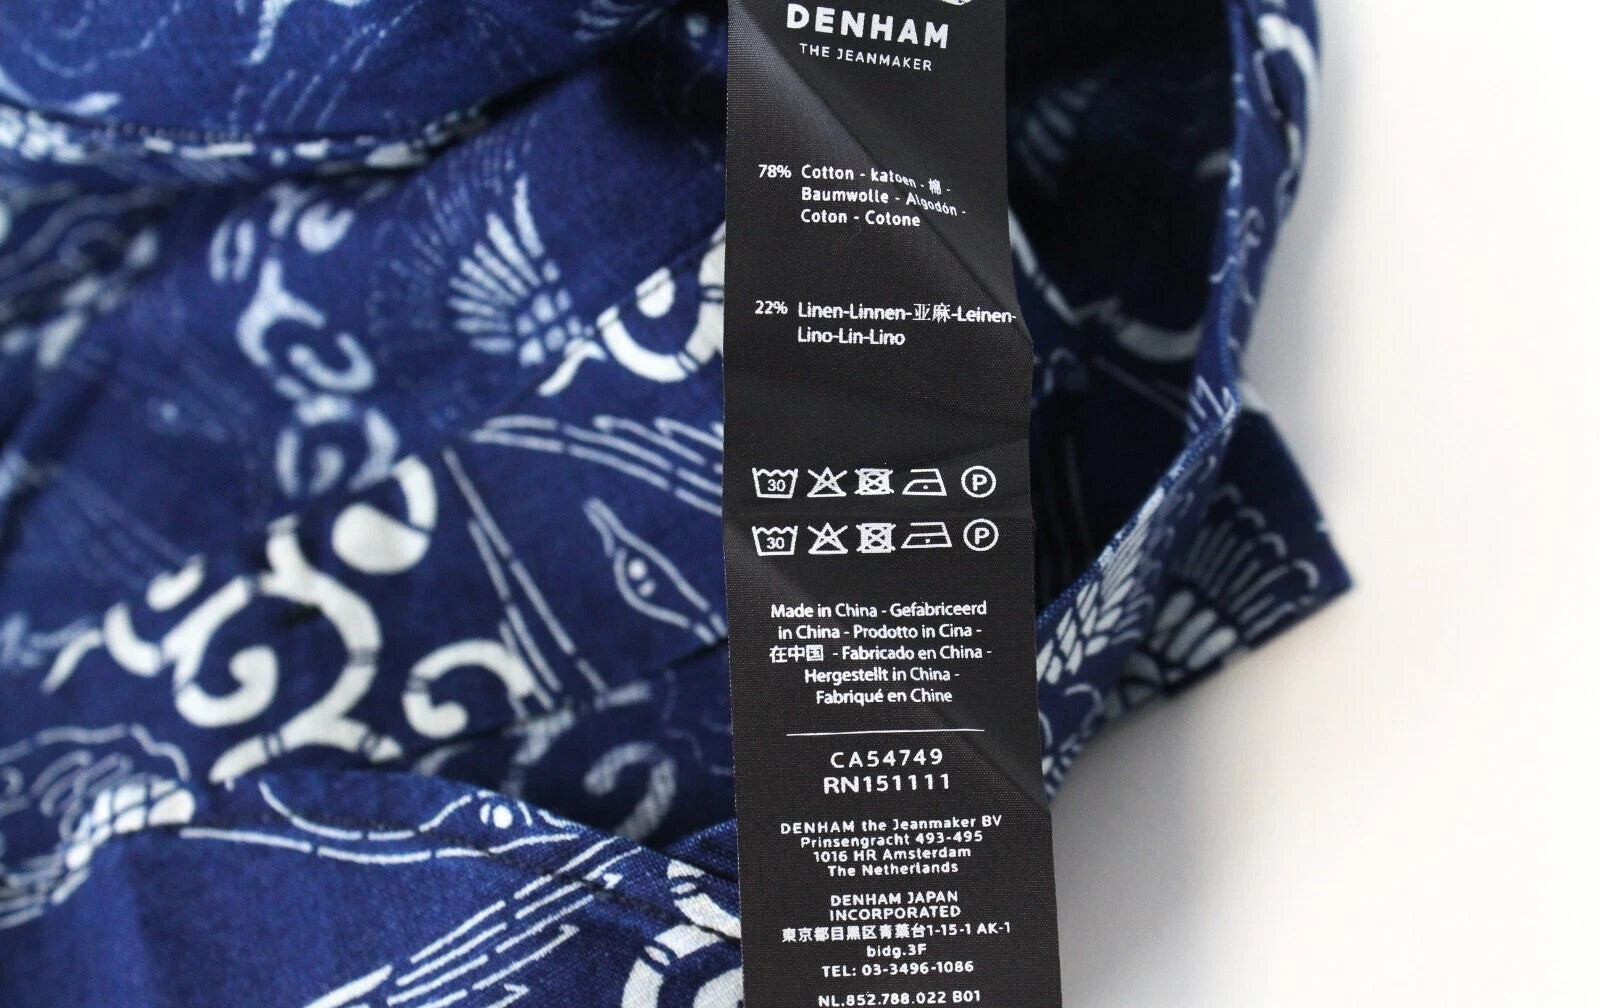 DENHAM
THE JEANMAKER
78% Cotton - katoen - 棉 -
Baumwolle - Algodón -
Coton - Cotone
22% Linen-Linnen-亚麻-Leinen-
Lino-Lin-Lino
30 P
30 P
Made in China - Gefabriceerd
in China - Prodotto in Cina -
在中国 - Fabricado en China -
Hergestellt in China -
Fabriqué en Chine
CA54749
RN151111
DENHAM the Jeanmaker BV
Prinsengracht 493-495
1016 HR Amsterdam
The Netherlands
DENHAM JAPAN
INCORPORATED
東京都目黒区青葉台1-15-1 AK-1
bidg.3F
TEL: 03-3496-1086
NL.852.788.022 B01